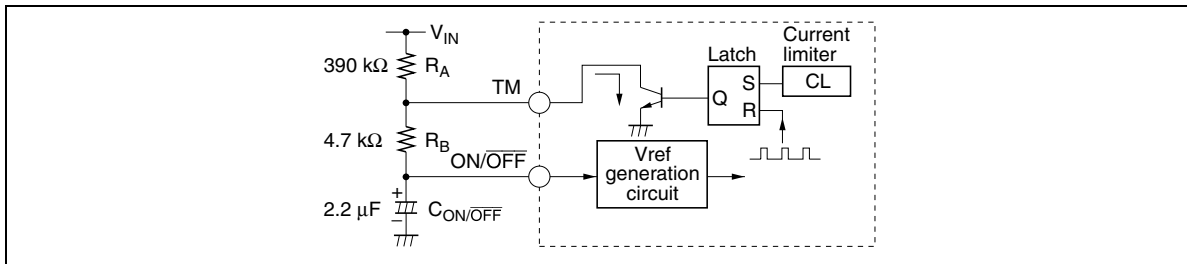 V_IN
390 kΩ R_A
TM
4.7 kΩ R_B
ON/OFF
2.2 μF + − C_ON/OFF
Latch
Current
limiter
Q S R
CL
Vref
generation
circuit